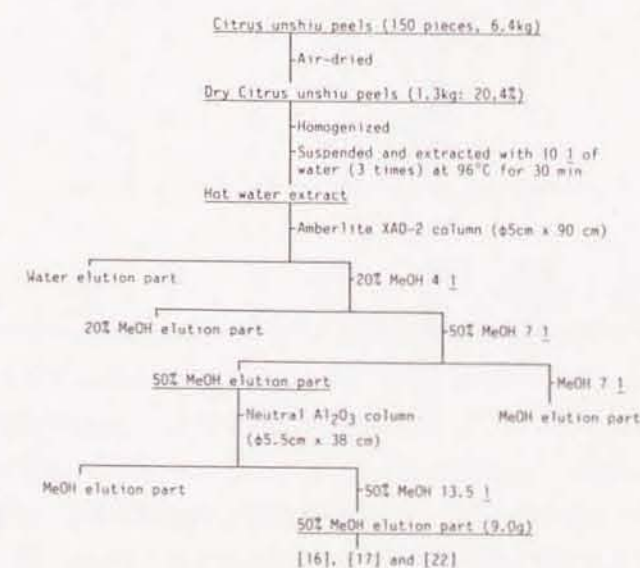 Citrus unshiu peels (150 pieces, 6.4kg)
Air-dried
Dry Citrus unshiu peels (1.3kg: 20.4%)
Homogenized
Suspended and extracted with 10 l of
water (3 times) at 96°C for 30 min
Hot water extract
Amberlite XAD-2 column (ϕ5cm x 90 cm)
Water elution part
20% MeOH 4 l
20% MeOH elution part
50% MeOH 7 l
50% MeOH elution part
MeOH 7 l
Neutral Al₂O₃ column
(ϕ5.5cm x 38 cm)
MeOH elution part
MeOH elution part
50% MeOH 13.5 l
50% MeOH elution part (9.0g)
[16], [17] and [22]